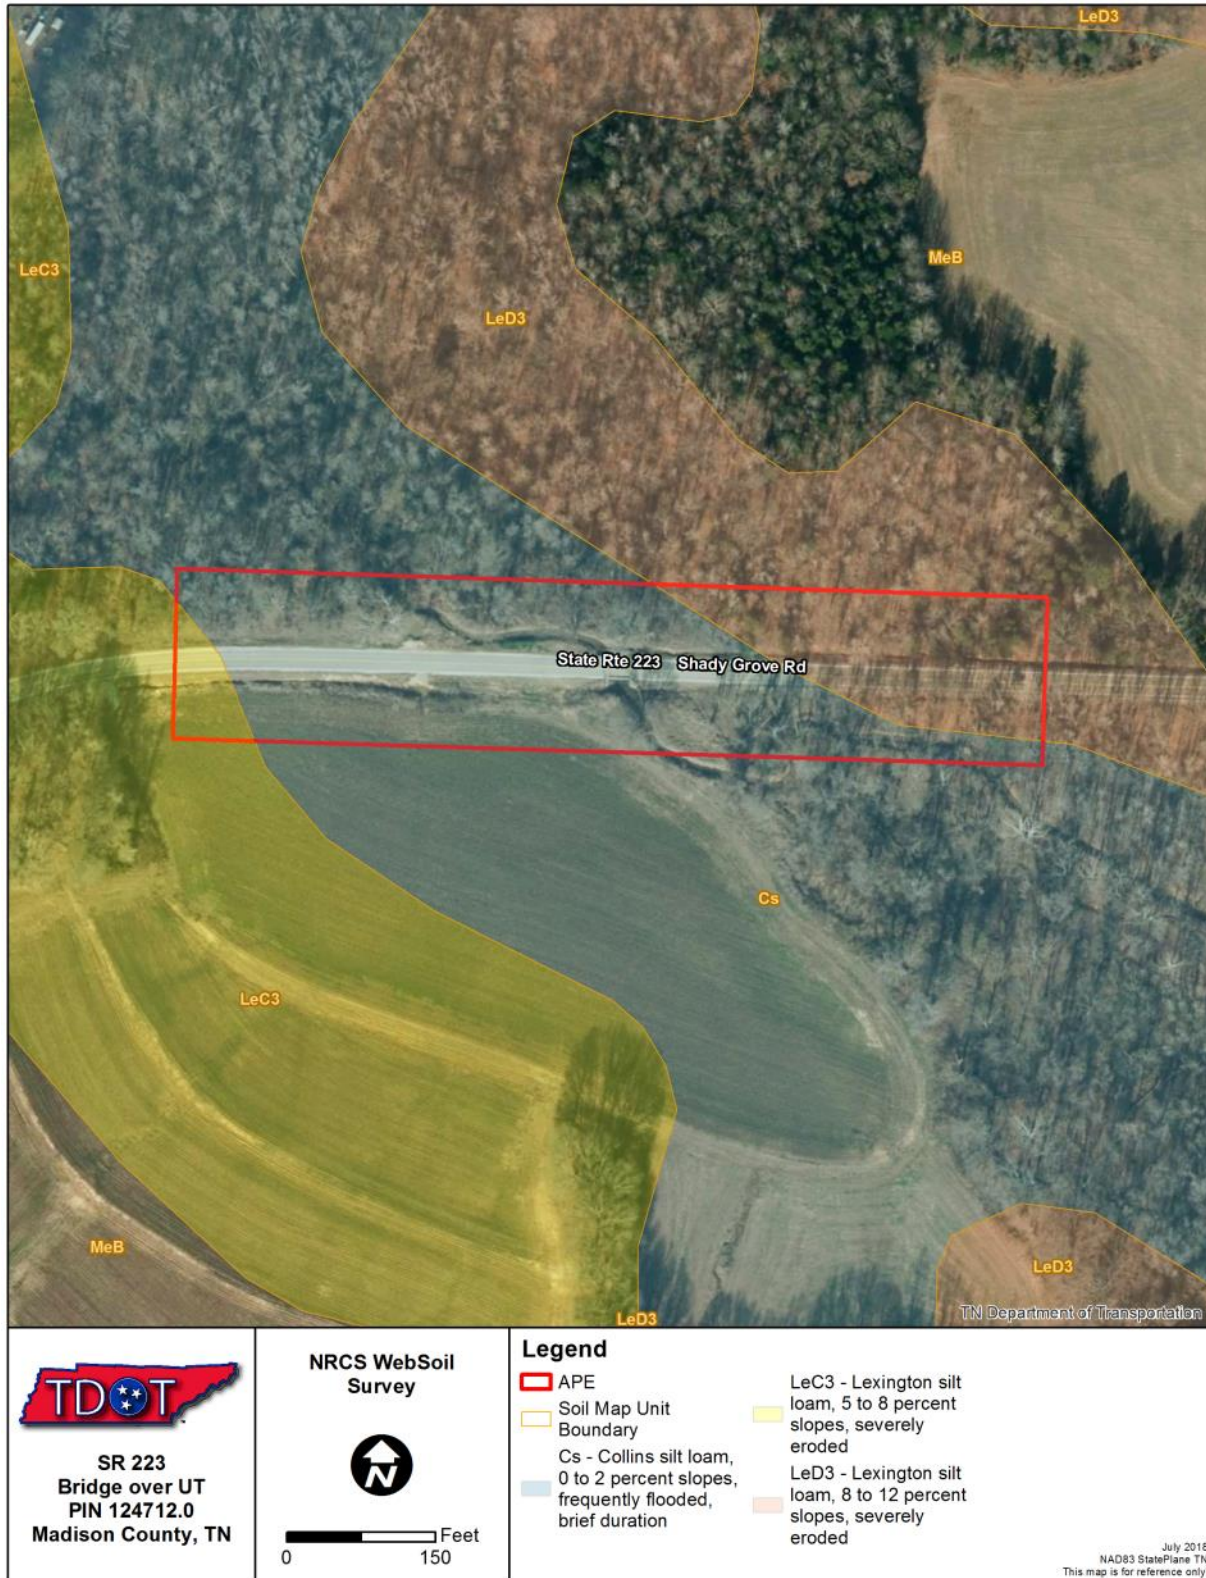 LeD3
LeC3
MeB
LeD3
State Rte 223 Shady Grove Rd
Cs
LeC3
MeB
LeD3
LeD3
TN Department of Transportation
TDOT
SR 223
Bridge over UT
PIN 124712.0
Madison County, TN
NRCS WebSoil
Survey
N
Feet
0 150
Legend
APE
Soil Map Unit
Boundary
Cs - Collins silt loam,
0 to 2 percent slopes,
frequently flooded,
brief duration
LeC3 - Lexington silt
loam, 5 to 8 percent
slopes, severely
eroded
LeD3 - Lexington silt
loam, 8 to 12 percent
slopes, severely
eroded
July 2018
NAD83 StatePlane TN
This map is for reference only